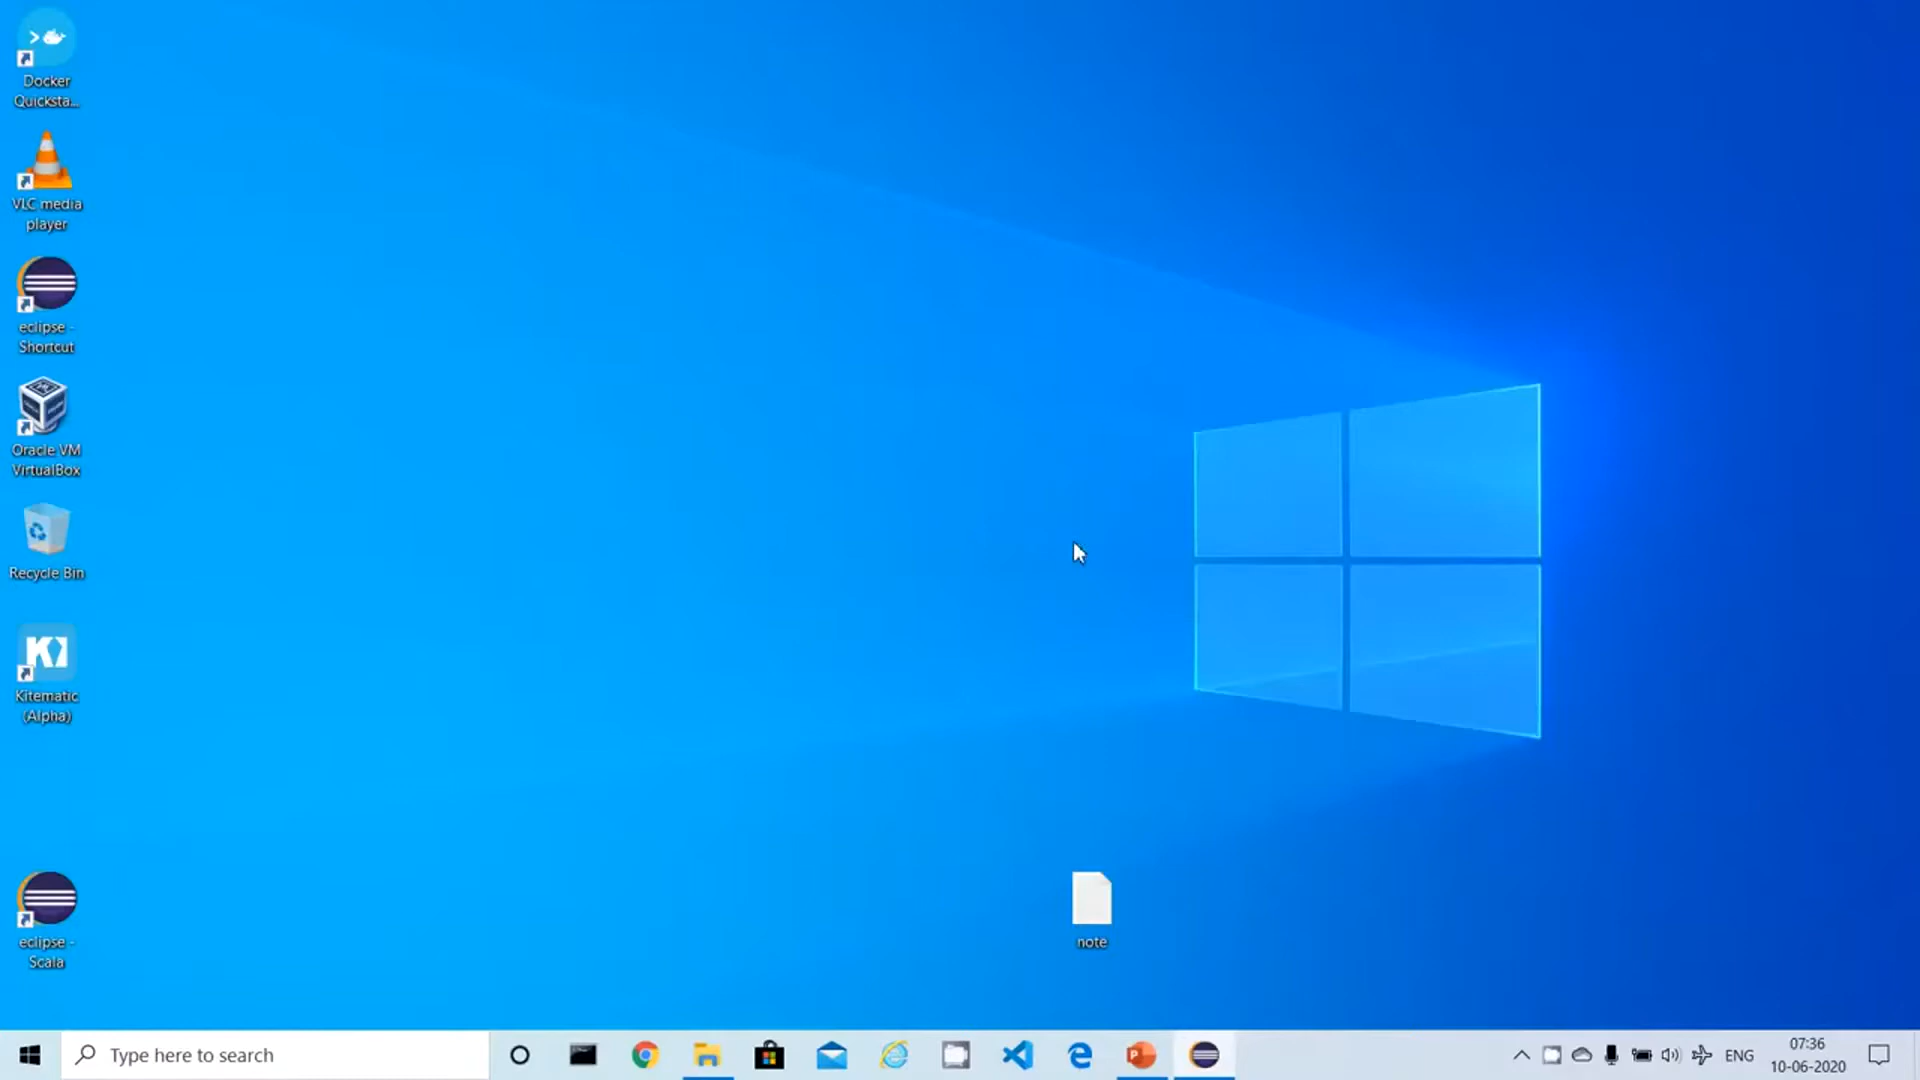 Docker
Quicksta...
VLC media
player
eclipse -
Shortcut
Oracle VM
VirtualBox
Recycle Bin
Kitematic
(Alpha)
eclipse -
Scala
note
Type here to search
ENG
07:36
10-06-2020